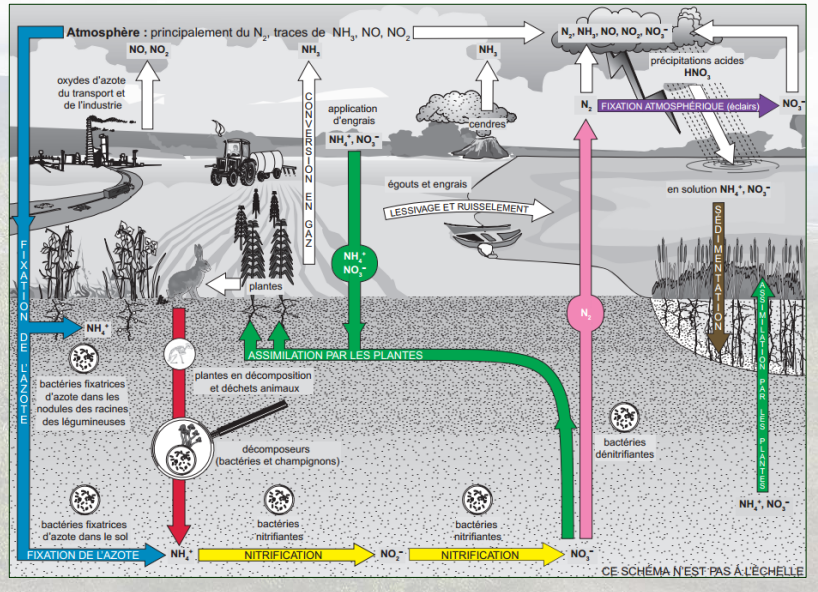 Atmosphère : principalement du N₂, traces de NH₃, NO, NO₂
N₂, NH₃, NO, NO₂, NO₃⁻
NO, NO₂
NH₃
NH₃
précipitations acides
HNO₃
oxydes d'azote
du transport et
de l'industrie
CONVERSION EN GAZ
application
d'engrais
NH₄⁺, NO₃⁻
cendres
N₂
FIXATION ATMOSPHÉRIQUE (éclairs)
NO₃⁻
égouts et engrais
LESSIVAGE ET RUISSELEMENT
en solution NH₄⁺, NO₃⁻
SÉDIMENTATION
FIXATION DE L'AZOTE
NH₄⁺
NO₃⁻
plantes
N₂
ASSIMILATION PAR LES PLANTES
NH₄⁺
ASSIMILATION PAR LES PLANTES
bactéries fixatrices
d'azote dans les
nodules des racines
des légumineuses
plantes en décomposition
et déchets animaux
décomposeurs
(bactéries et champignons)
bactéries
dénitrifiantes
NH₄⁺, NO₃⁻
bactéries fixatrices
d'azote dans le sol
bactéries
nitrifiantes
bactéries
nitrifiantes
FIXATION DE L'AZOTE
NH₄⁺
NITRIFICATION
NO₂⁻
NITRIFICATION
NO₃⁻
CE SCHÉMA N'EST PAS À L'ÉCHELLE